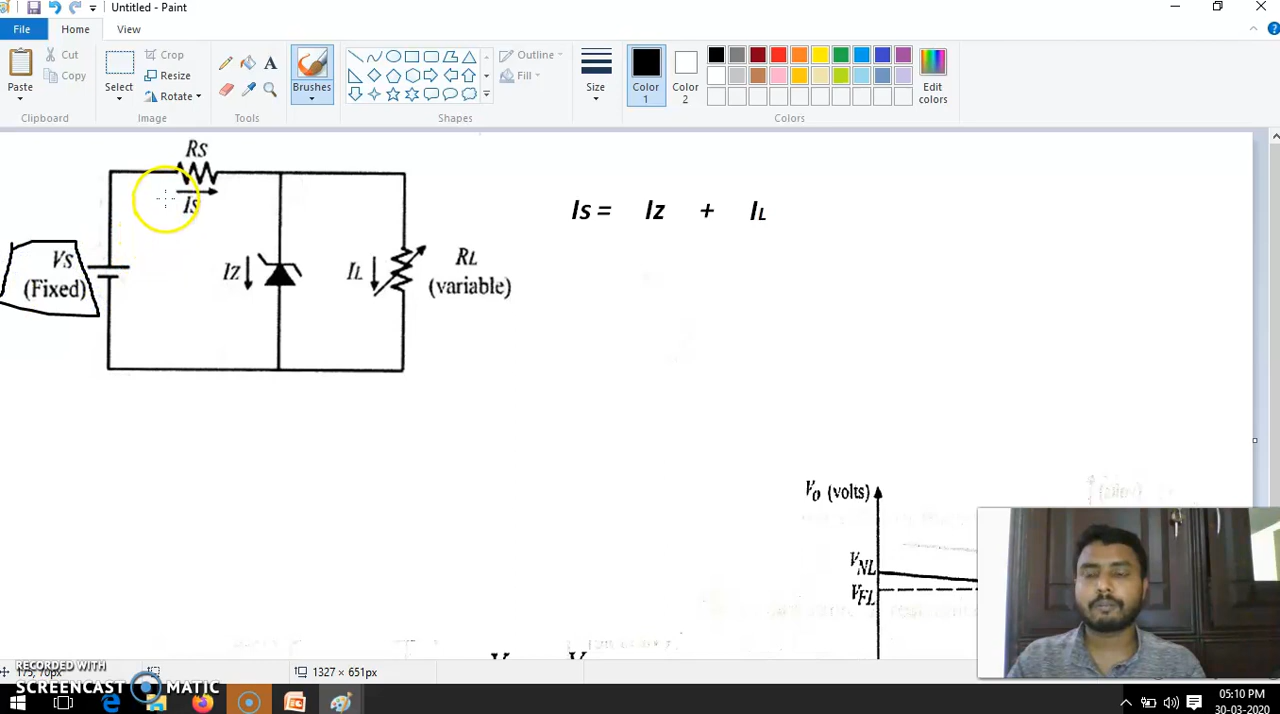 Untitled - Paint
File Home View
Paste
Cut
Copy
Clipboard
Select
Crop
Resize
Rotate
Image
Tools
Brushes
Shapes
Outline
Fill
Size
Color 1
Color 2
Edit colors
Colors
RS
IS
VS
(Fixed)
IZ
IL
RL
(variable)
IS = IZ + IL
Vo (volts)
VNL
VFL
RECORDED WITH
SCREENCAST MATIC
1327 × 651px
05:10 PM
30-03-2020